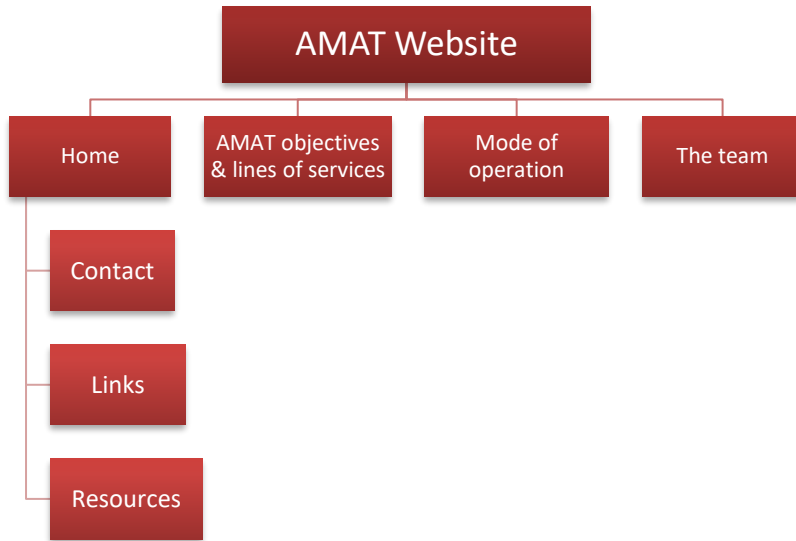 AMAT Website
Home
AMAT objectives
& lines of services
Mode of
operation
The team
Contact
Links
Resources